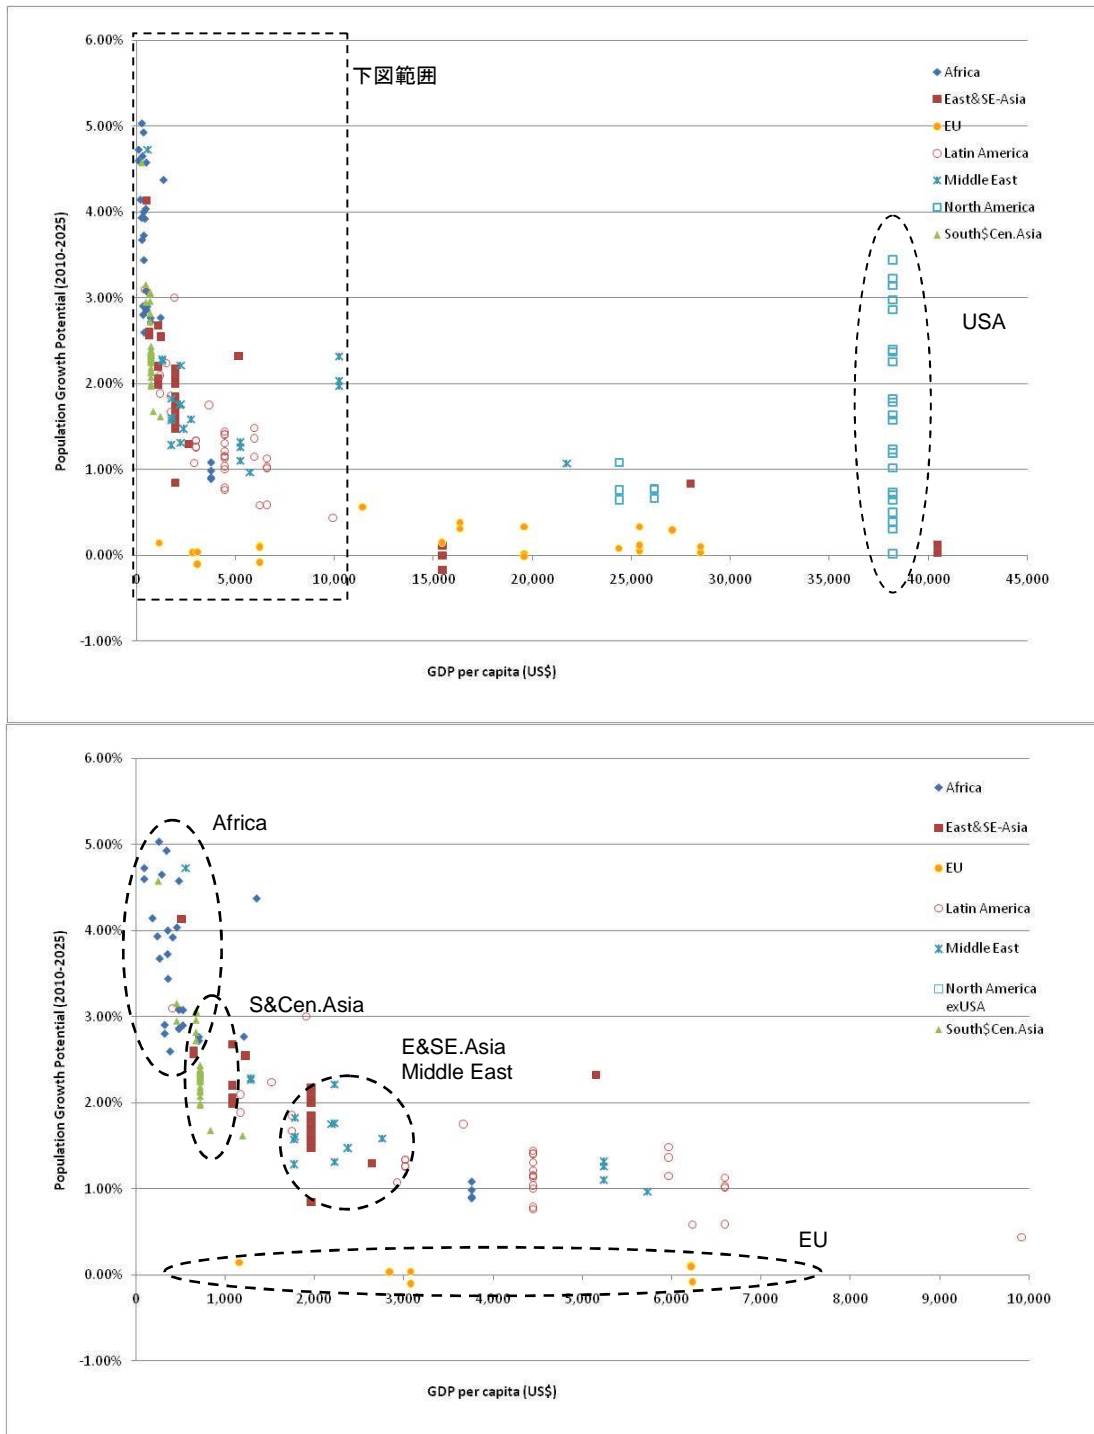 6.00%
下図範囲
5.00%
4.00%
3.00%
2.00%
1.00%
0.00%
-1.00%
Population Growth Potential (2010-2025)
Africa
East&SE-Asia
EU
Latin America
Middle East
North America
South$Cen.Asia
USA
0 5,000 10,000 15,000 20,000 25,000 30,000 35,000 40,000 45,000
GDP per capita (US$)
6.00%
5.00%
4.00%
3.00%
2.00%
1.00%
0.00%
-1.00%
Population Growth Potential (2010-2025)
Africa
S&Cen.Asia
E&SE.Asia
Middle East
EU
Africa
East&SE-Asia
EU
Latin America
Middle East
North America
exUSA
South$Cen.Asia
0 1,000 2,000 3,000 4,000 5,000 6,000 7,000 8,000 9,000 10,000
GDP per capita (US$)